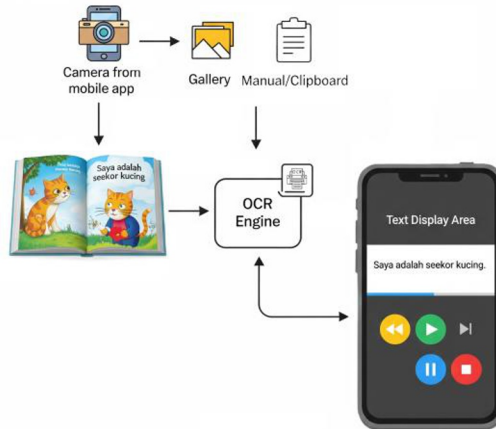 Camera from
mobile app
Gallery
Manual/Clipboard
Saya adalah
seekor kucing
OCR
Engine
Text Display Area
Saya adalah seekor kucing.